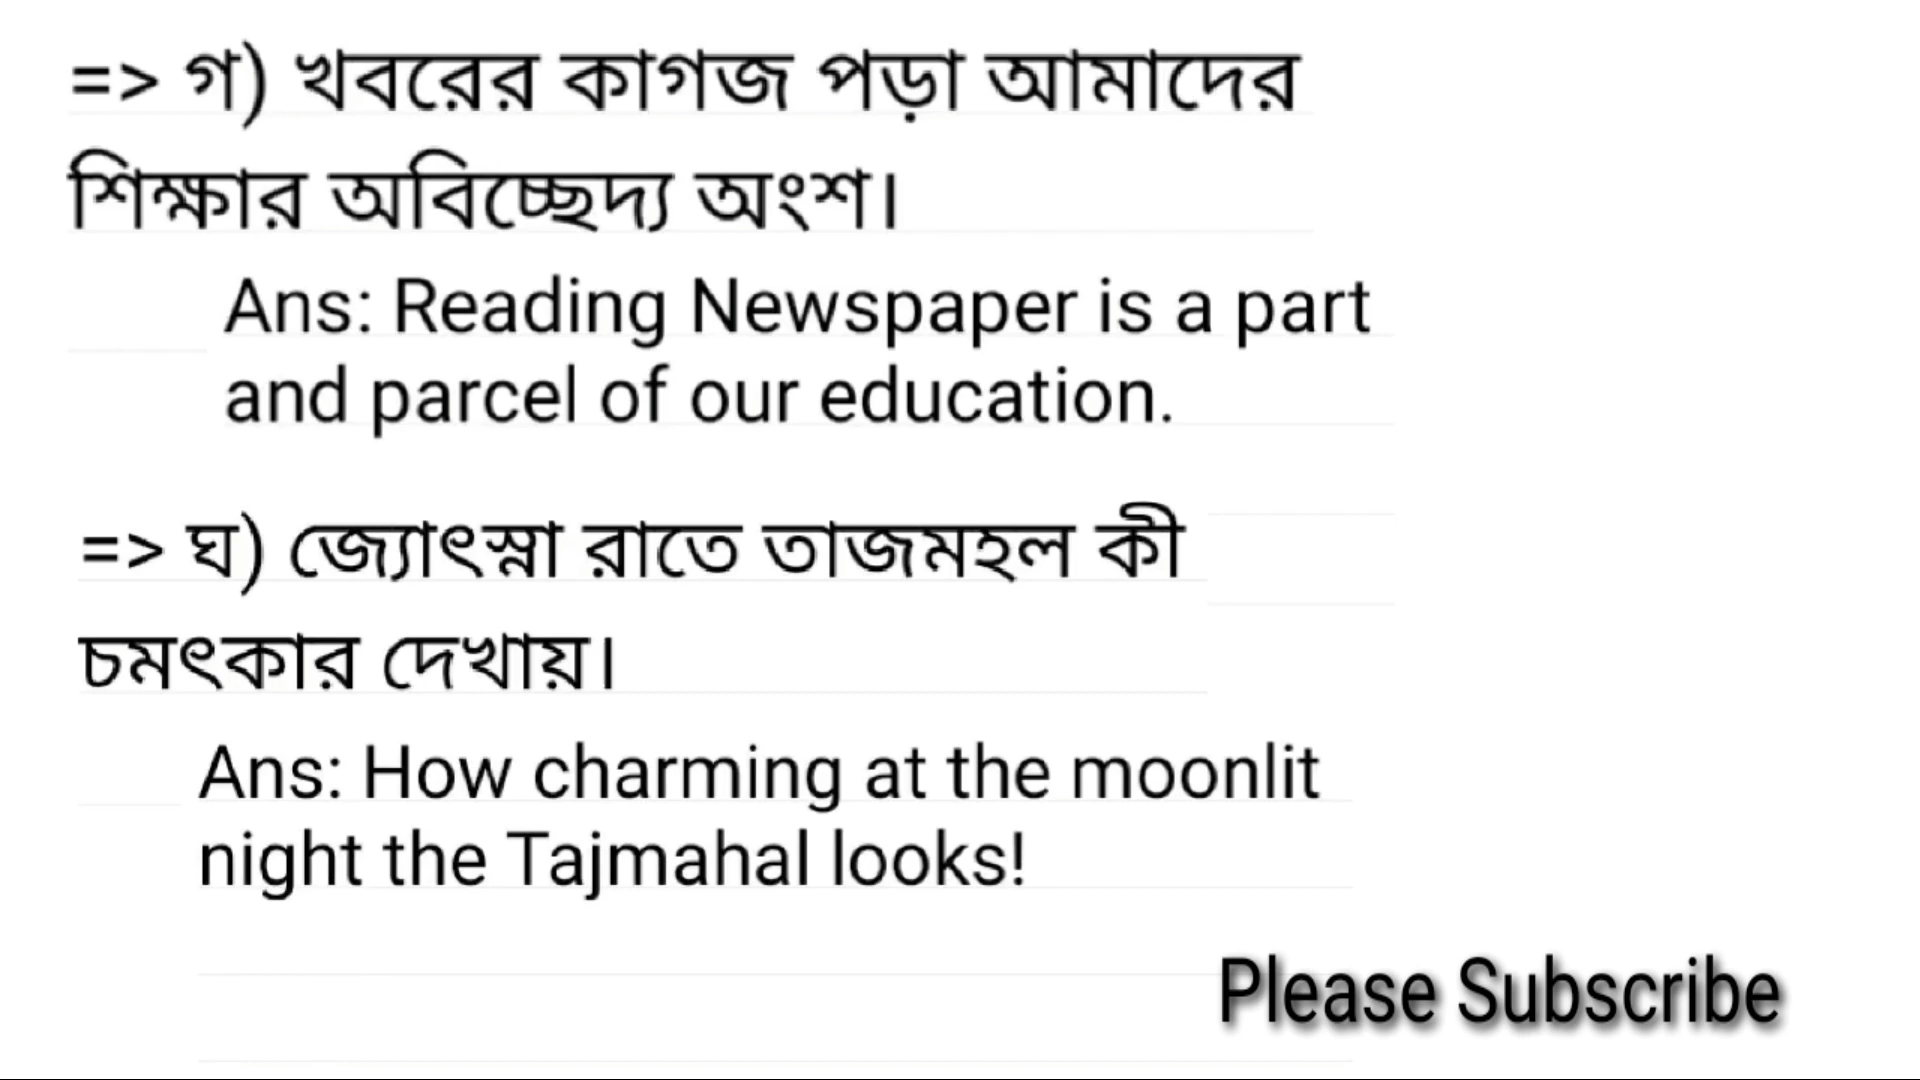 => গ) খবরের কাগজ পড়া আমাদের
শিক্ষার অবিচ্ছেদ্য অংশ।
Ans: Reading Newspaper is a part
and parcel of our education.
=> ঘ) জ্যোৎস্না রাতে তাজমহল কী
চমৎকার দেখায়।
Ans: How charming at the moonlit
night the Tajmahal looks!
Please Subscribe